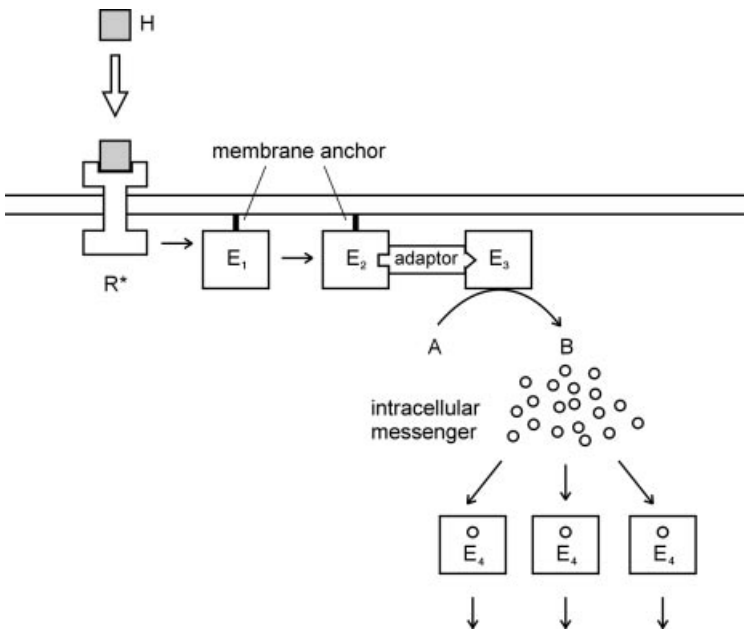 H
membrane anchor
R*
E₁
E₂
adaptor
E₃
A
B
intracellular
messenger
E₄
E₄
E₄